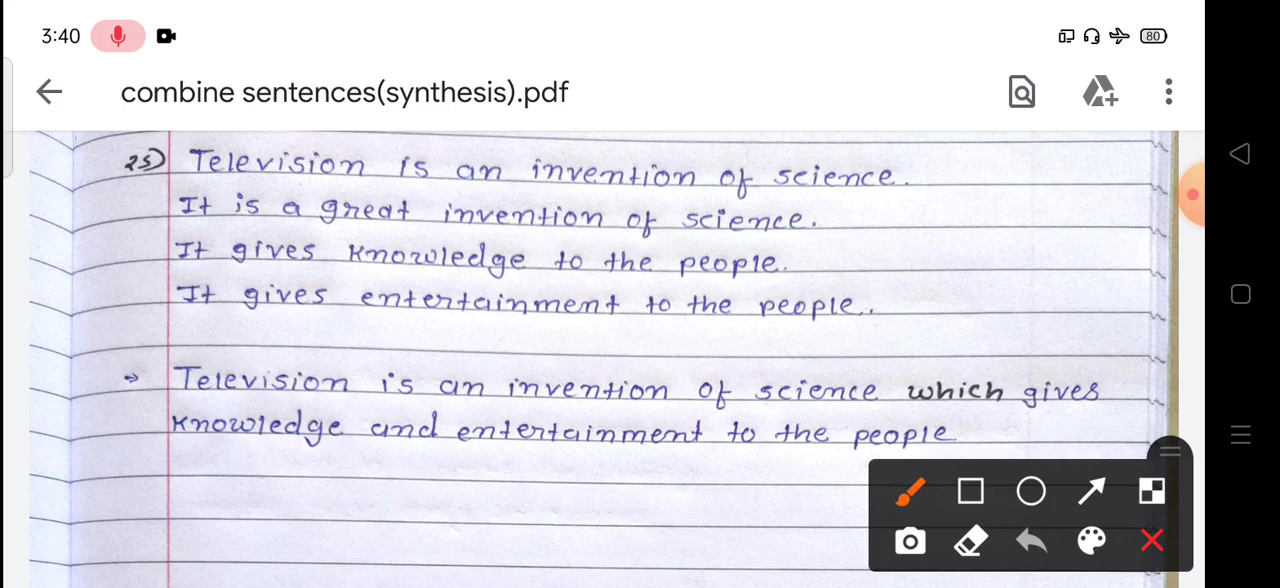 3:40
80
combine sentences(synthesis).pdf
25) Television is an invention of science.
It is a great invention of science.
It gives knowledge to the people.
It gives entertainment to the people..
→ Television is an invention of science which gives
knowledge and entertainment to the people